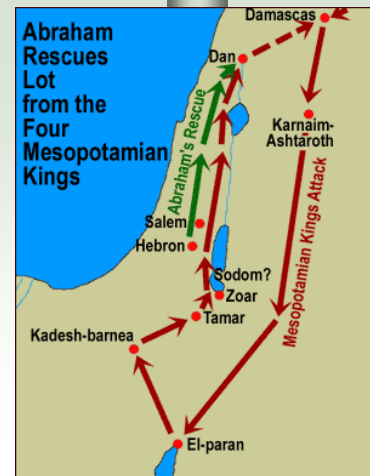 Abraham
Rescues
Lot
from the
Four
Mesopotamian
Kings
Damascas
Dan
Karnaim-
Ashtaroth
Abraham's Rescue
Mesopotamian Kings Attack
Salem
Hebron
Sodom?
Zoar
Tamar
Kadesh-barnea
El-paran